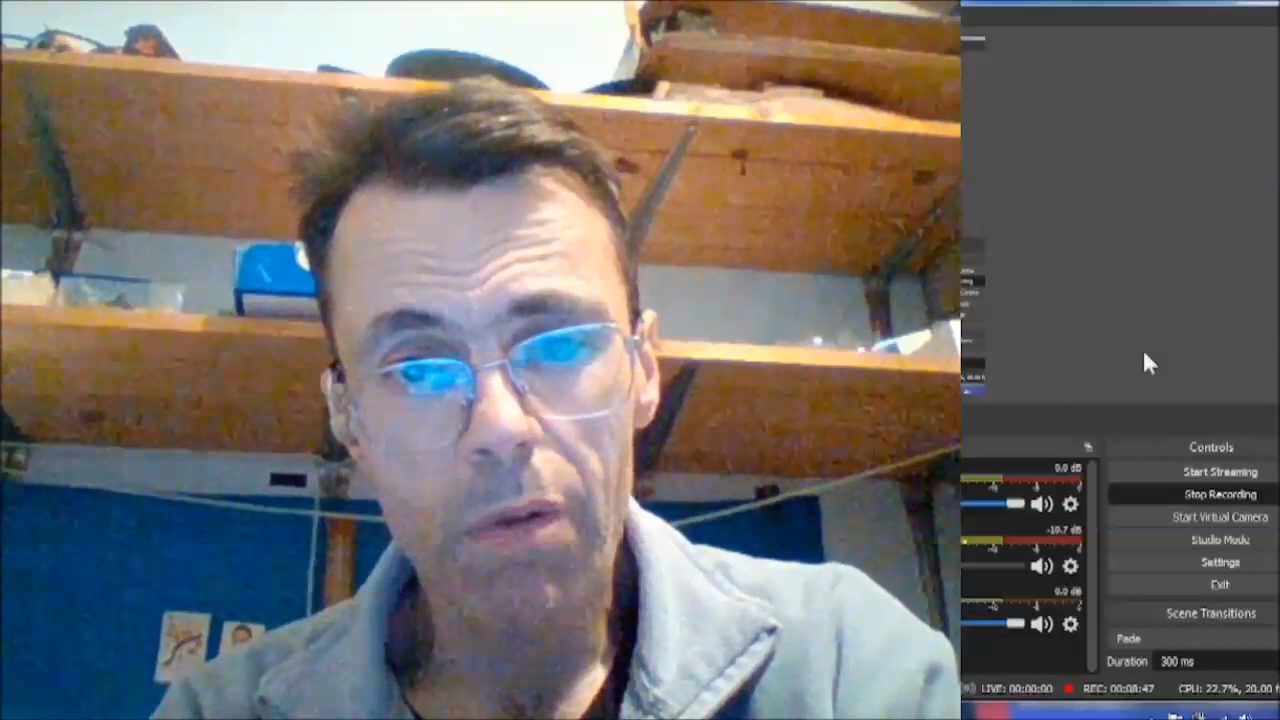 Controls
0.0 dB
Start Streaming
Stop Recording
Start Virtual Camera
-10.7 dB
Studio Mode
Settings
Exit
0.0 dB
Scene Transitions
Fade
Duration 300 ms
LIVE: 00:00:00 REC: 00:08:47 CPU: 22.7%, 20.00 f